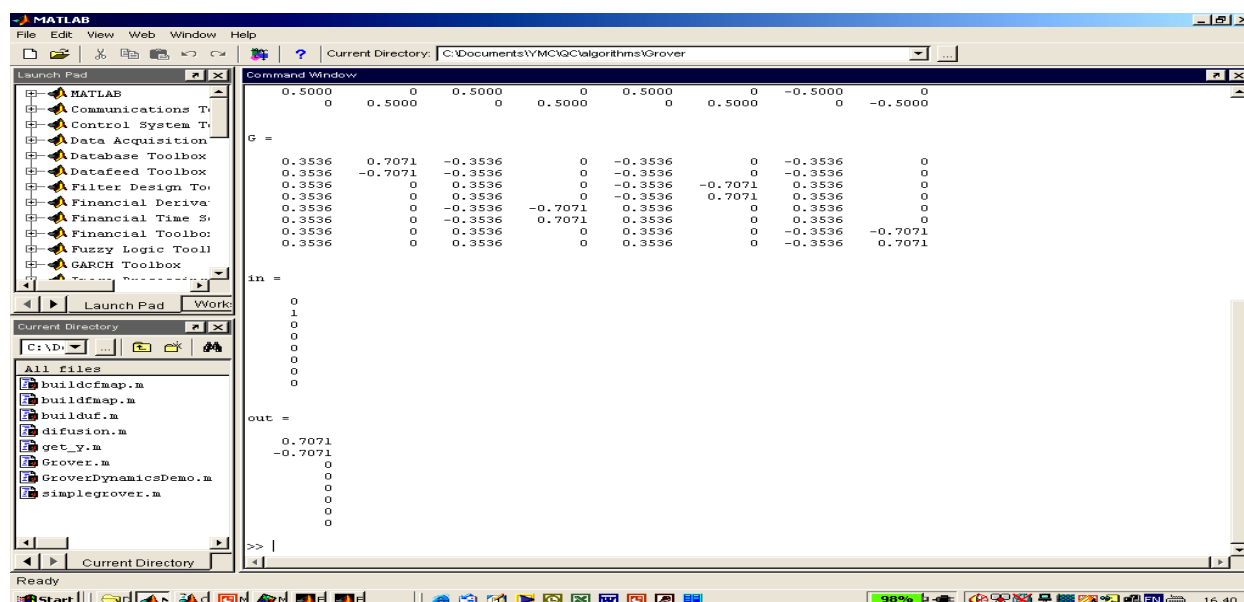 MATLAB
File Edit View Web Window Help
Current Directory: C:\Documents\YMC\QC\algorithms\Grover
Launch Pad
MATLAB
Communications T
Control System T
Data Acquisition
Database Toolbox
Datafeed Toolbox
Filter Design To
Financial Deriva
Financial Time S
Financial Toolbo
Fuzzy Logic Tool
GARCH Toolbox
Launch Pad Works
Current Directory
C:\D
All files
buildcfmap.m
buildfmap.m
builduf.m
difusion.m
get_y.m
Grover.m
GroverDynamicsDemo.m
simplegrover.m
Current Directory
Command Window
0.5000 0 0.5000 0 0.5000 0 -0.5000 0
0 0.5000 0 0.5000 0 0.5000 0 -0.5000
G =
0.3536 0.7071 -0.3536 0 -0.3536 0 -0.3536 0
0.3536 -0.7071 -0.3536 0 -0.3536 0 -0.3536 0
0.3536 0 0.3536 0 -0.3536 -0.7071 0.3536 0
0.3536 0 0.3536 0 -0.3536 0.7071 0.3536 0
0.3536 0 -0.3536 -0.7071 0.3536 0 0.3536 0
0.3536 0 -0.3536 0.7071 0.3536 0 0.3536 0
0.3536 0 0.3536 0 0.3536 0 -0.3536 -0.7071
0.3536 0 0.3536 0 0.3536 0 -0.3536 0.7071
in =
0
1
0
0
0
0
0
0
out =
0.7071
-0.7071
0
0
0
0
0
0
>>
Ready
Start
98%
EN
16:40